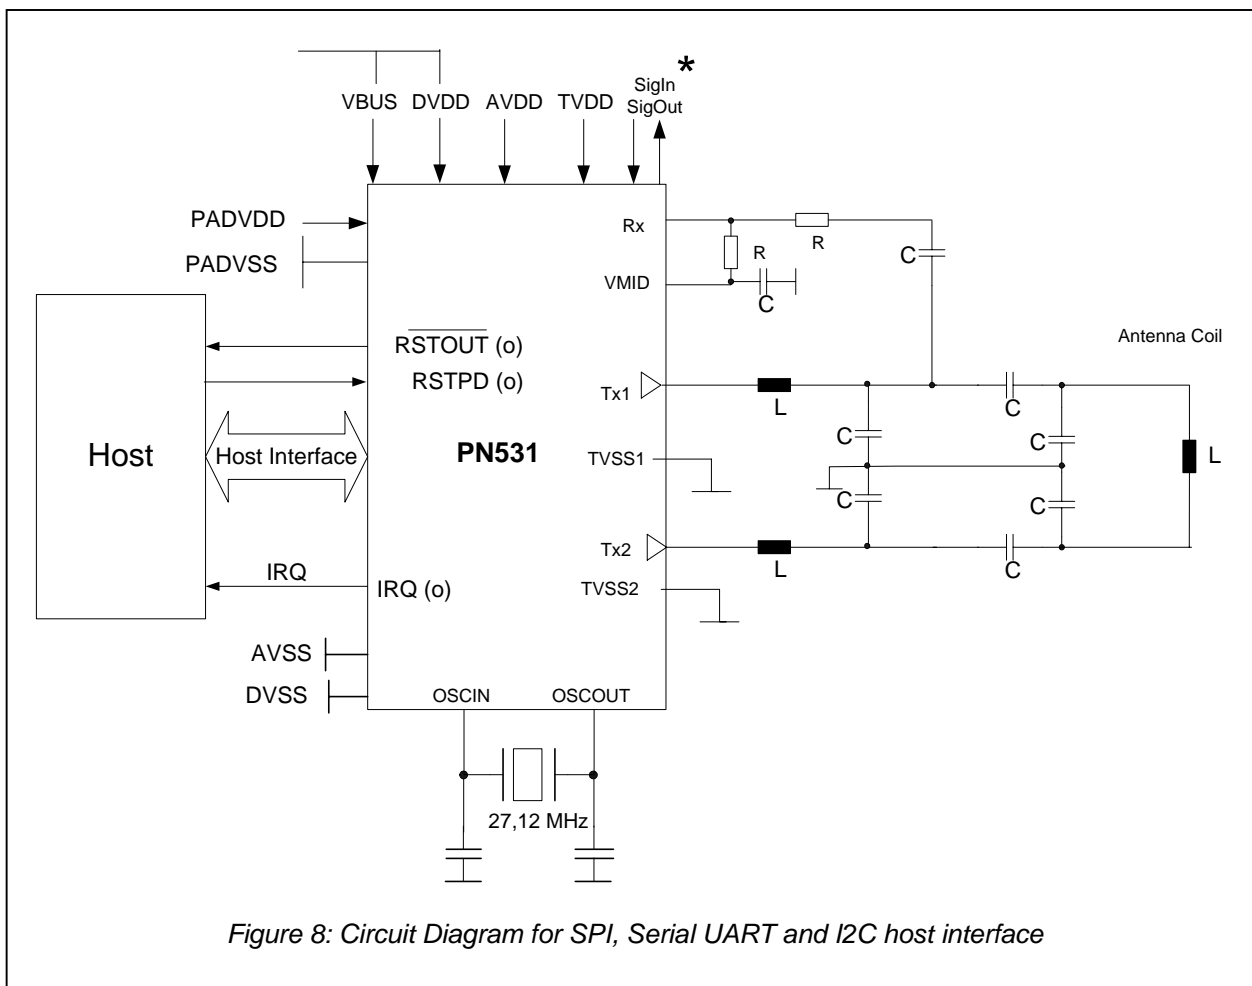 *
SigIn
VBUS DVDD AVDD TVDD SigOut
PADVDD
Rx
R
R
C
PADVSS
VMID
C
RSTOUT (o)
Antenna Coil
RSTPD (o)
Tx1
L
C
C
C
Host
Host Interface
PN531
TVSS1
L
C
C
Tx2
L
C
IRQ
IRQ (o)
TVSS2
AVSS
DVSS
OSCIN
OSCOUT
27,12 MHz
Figure 8: Circuit Diagram for SPI, Serial UART and I2C host interface